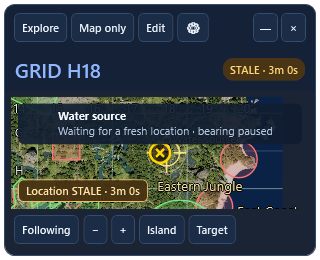 Explore Map only Edit
GRID H18 STALE · 3m 0s
Water source
Waiting for a fresh location · bearing paused
H
Location STALE · 3m 0s
Eastern Jungle
Following − + Island Target